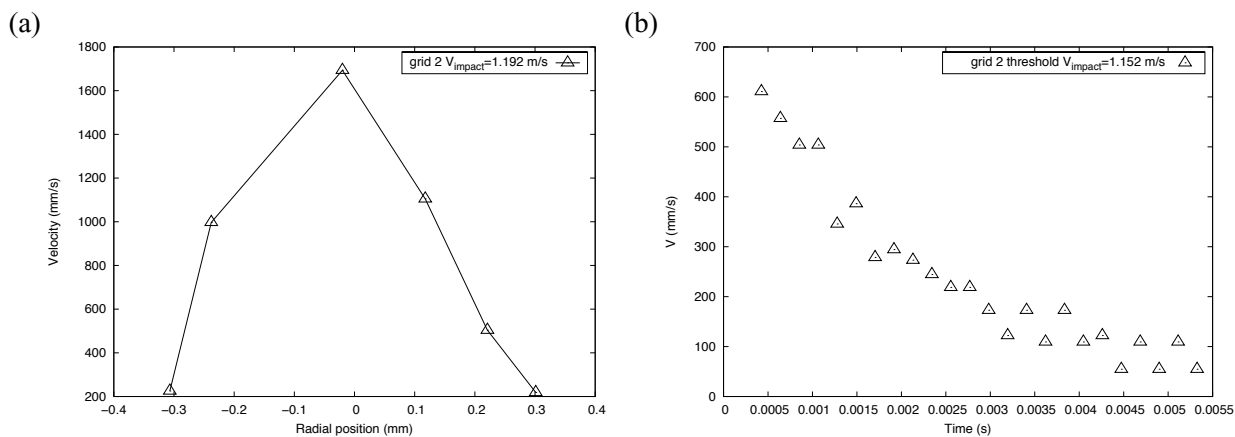 (a)
grid 2 V_impact=1.192 m/s
Velocity (mm/s)
1800
1600
1400
1200
1000
800
600
400
200
−0.4 −0.3 −0.2 −0.1 0 0.1 0.2 0.3 0.4
Radial position (mm)
(b)
grid 2 threshold V_impact=1.152 m/s
V (mm/s)
700
600
500
400
300
200
100
0
0 0.0005 0.001 0.0015 0.002 0.0025 0.003 0.0035 0.004 0.0045 0.005 0.0055
Time (s)